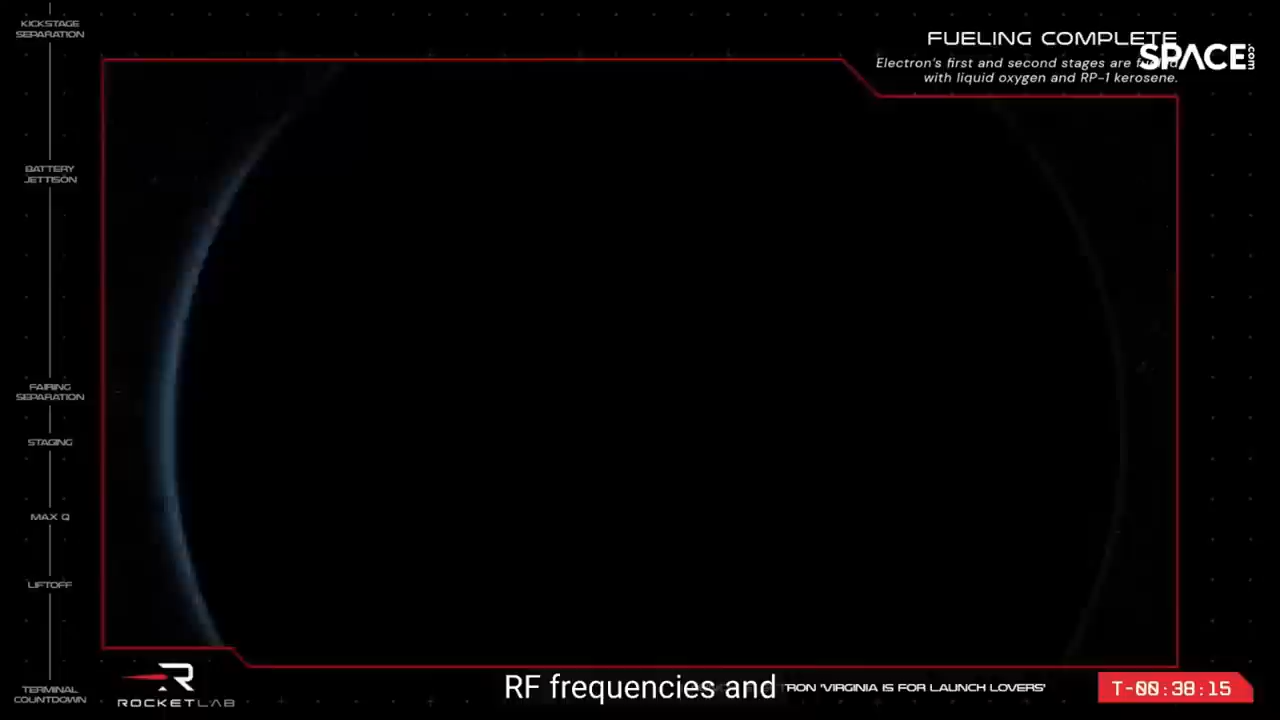 KICKSTAGE
SEPARATION
BATTERY
JETTISON
FAIRING
SEPARATION
STAGING
MAX Q
LIFTOFF
TERMINAL
COUNTDOWN
FUELING COMPLETE
SPACE.com
Electron's first and second stages are
with liquid oxygen and RP-1 kerosene.
ROCKETLAB
RF frequencies and
TRON 'VIRGINIA IS FOR LAUNCH LOVERS'
T-00:38:15